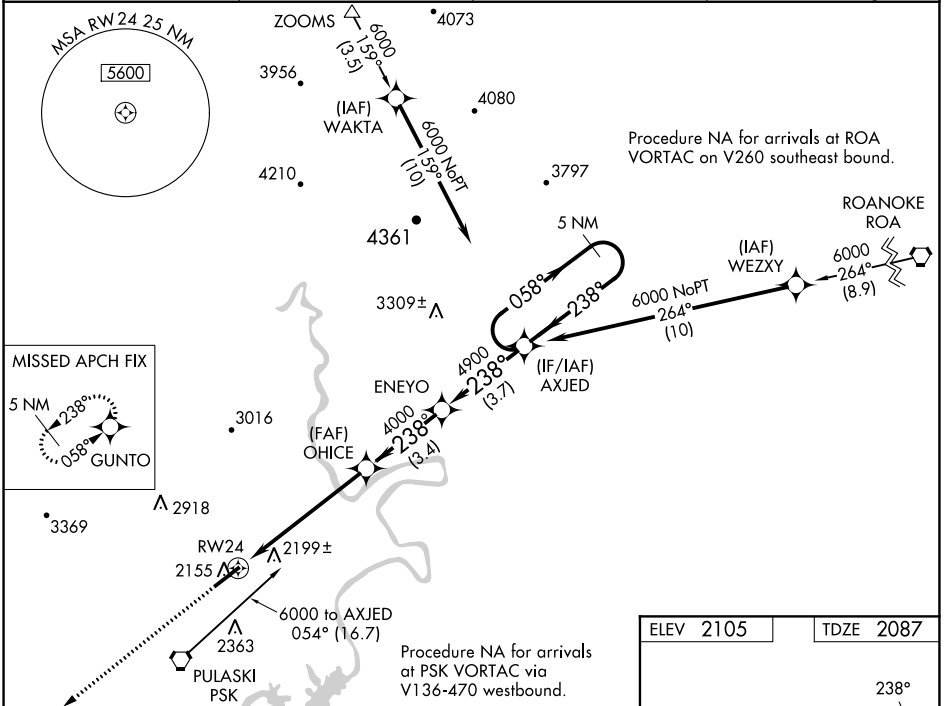 MSA RW24 25 NM
5600
ZOOMS
6000
159°
(3.5)
4073
3956
(IAF)
WAKTA
4080
6000 NoPT
159°
(10)
Procedure NA for arrivals at ROA
VORTAC on V260 southeast bound.
4210
3797
4361
5 NM
ROANOKE
ROA
(IAF)
WEZXY
6000
264°
(8.9)
058°
238°
6000 NoPT
264°
(10)
3309±
(IF/IAF)
AXJED
4900
238°
(3.7)
ENEYO
MISSED APCH FIX
5 NM
238°
058°
GUNTO
3016
4000
238°
(3.4)
(FAF)
OHICE
2918
3369
RW24
2155
2199±
6000 to AXJED
054° (16.7)
2363
PULASKI
PSK
Procedure NA for arrivals
at PSK VORTAC via
V136-470 westbound.
ELEV 2105
TDZE 2087
238°